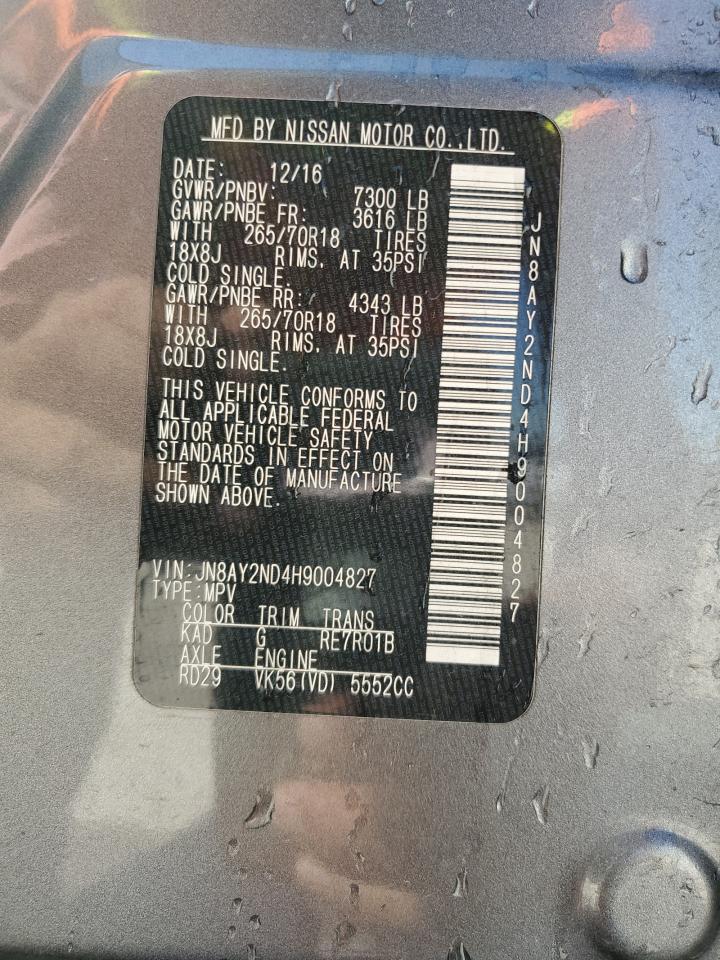 MFD BY NISSAN MOTOR CO.,LTD.
DATE: 12/16
GVWR/PNBV: 7300 LB
GAWR/PNBE FR: 3616 LB
WITH 265/70R18 TIRES
18X8J RIMS, AT 35PSI
COLD SINGLE.
GAWR/PNBE RR: 4343 LB
WITH 265/70R18 TIRES
18X8J RIMS, AT 35PSI
COLD SINGLE.
THIS VEHICLE CONFORMS TO
ALL APPLICABLE FEDERAL
MOTOR VEHICLE SAFETY
STANDARDS IN EFFECT ON
THE DATE OF MANUFACTURE
SHOWN ABOVE.
VIN:JN8AY2ND4H9004827
TYPE:MPV
COLOR TRIM TRANS
KAD G RE7R01B
AXLE ENGINE
RD29 VK56(VD) 5552CC
JN8AY2ND4H9004827